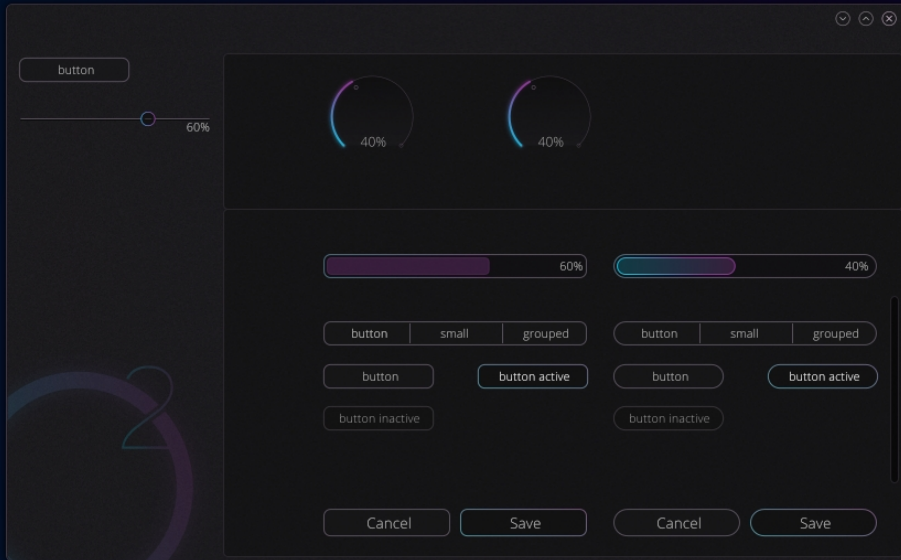 button
60%
40% 40%
60% 40%
button small grouped button small grouped
button button active button button active
button inactive button inactive
Cancel Save Cancel Save